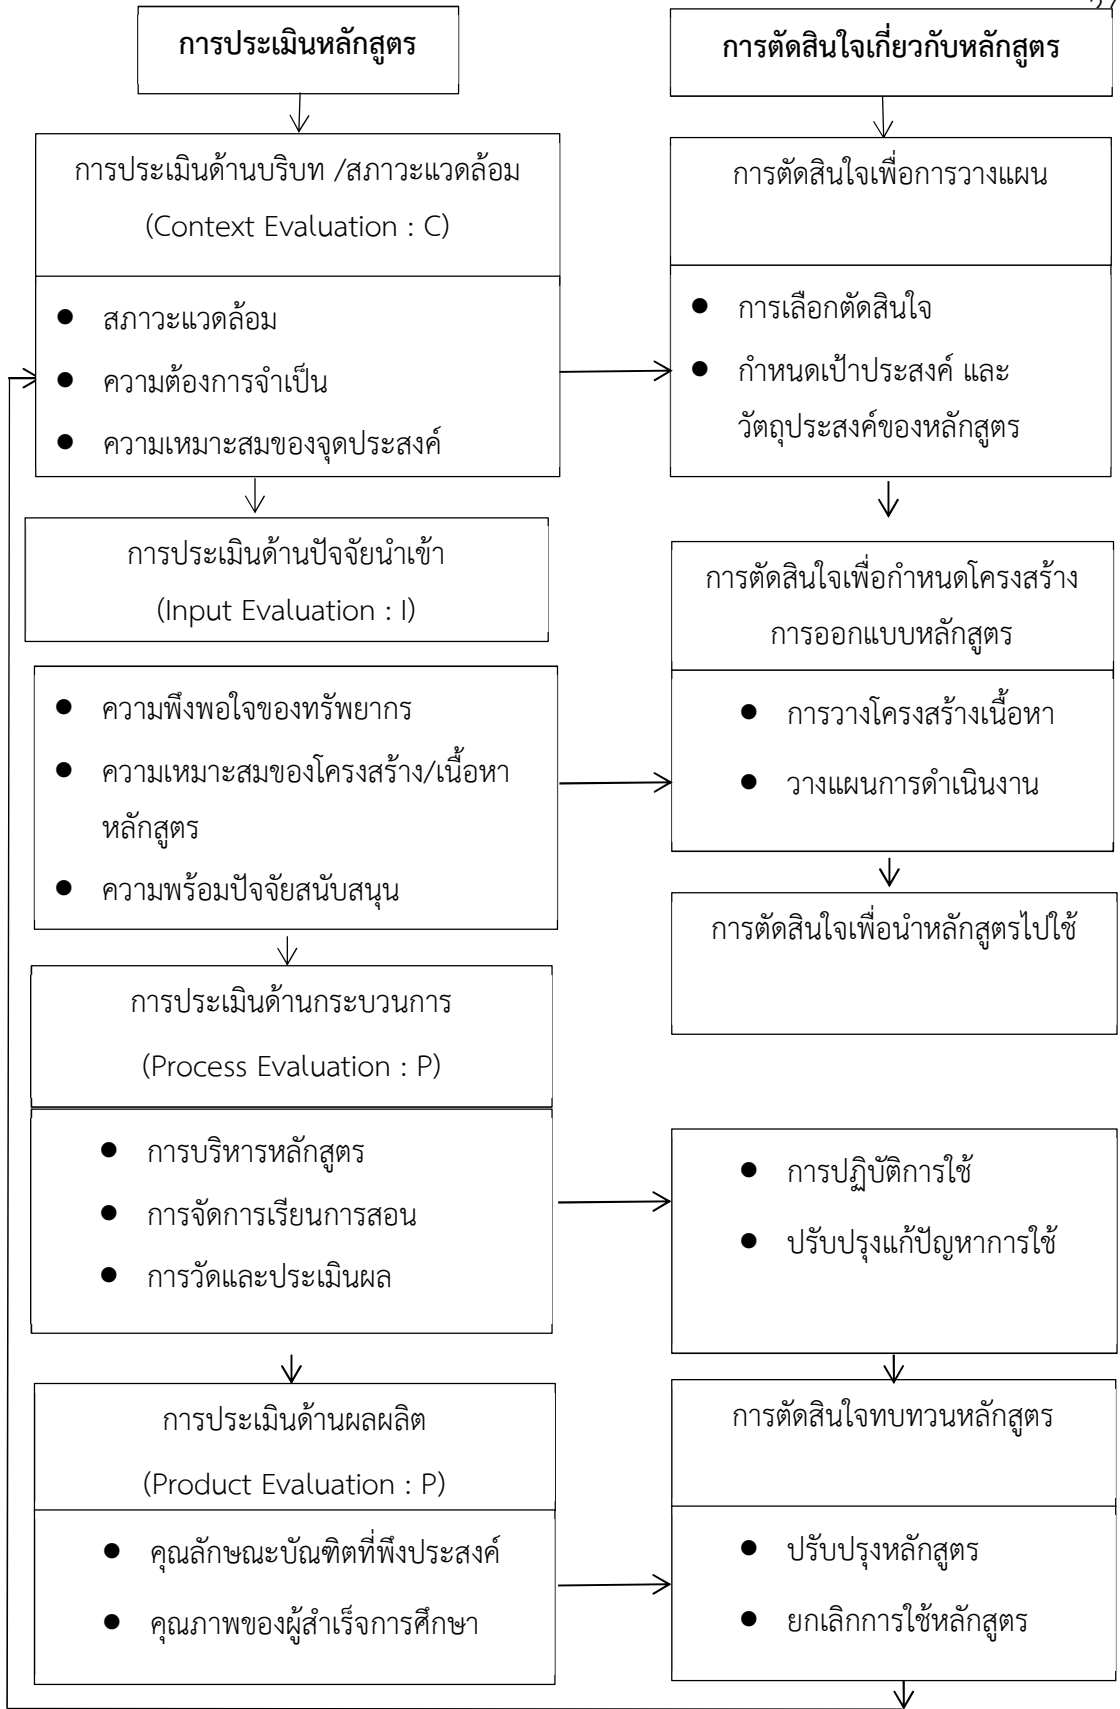 การประเมินหลักสูตร
การตัดสินใจเกี่ยวกับหลักสูตร
การประเมินด้านบริบท /สภาวะแวดล้อม
(Context Evaluation : C)
● สภาวะแวดล้อม
● ความต้องการจำเป็น
● ความเหมาะสมของจุดประสงค์
การตัดสินใจเพื่อการวางแผน
● การเลือกตัดสินใจ
● กำหนดเป้าประสงค์ และ
วัตถุประสงค์ของหลักสูตร
การประเมินด้านปัจจัยนำเข้า
(Input Evaluation : I)
● ความพึงพอใจของทรัพยากร
● ความเหมาะสมของโครงสร้าง/เนื้อหา
หลักสูตร
● ความพร้อมปัจจัยสนับสนุน
การตัดสินใจเพื่อกำหนดโครงสร้าง
การออกแบบหลักสูตร
● การวางโครงสร้างเนื้อหา
● วางแผนการดำเนินงาน
การตัดสินใจเพื่อนำหลักสูตรไปใช้
การประเมินด้านกระบวนการ
(Process Evaluation : P)
● การบริหารหลักสูตร
● การจัดการเรียนการสอน
● การวัดและประเมินผล
● การปฏิบัติการใช้
● ปรับปรุงแก้ปัญหาการใช้
การประเมินด้านผลผลิต
(Product Evaluation : P)
● คุณลักษณะบัณฑิตที่พึงประสงค์
● คุณภาพของผู้สำเร็จการศึกษา
การตัดสินใจทบทวนหลักสูตร
● ปรับปรุงหลักสูตร
● ยกเลิกการใช้หลักสูตร